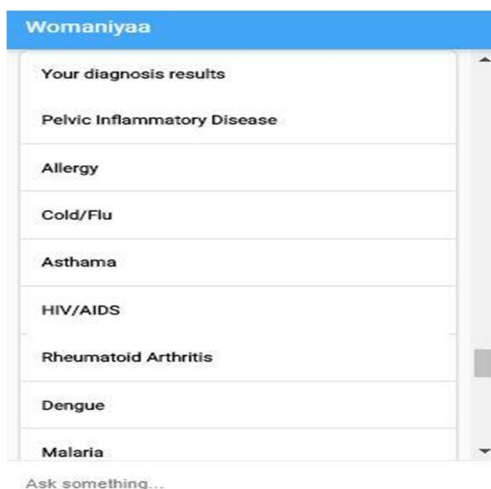 Womaniyaa
Your diagnosis results
Pelvic Inflammatory Disease
Allergy
Cold/Flu
Asthama
HIV/AIDS
Rheumatoid Arthritis
Dengue
Malaria
Ask something...